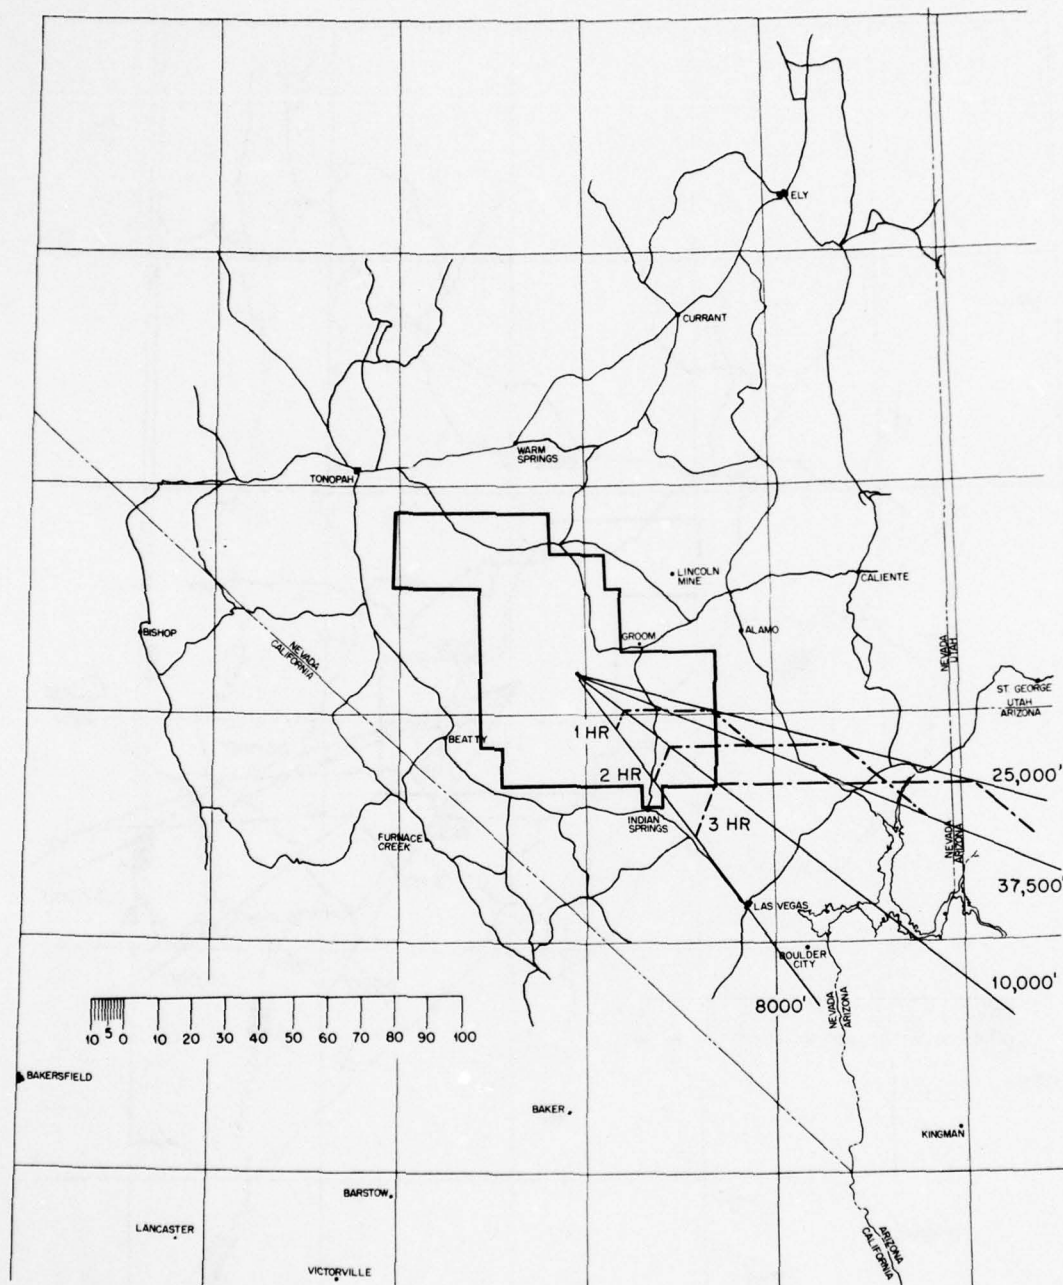 ELY
CURRANT
WARM
SPRINGS
TONOPAH
LINCOLN
MINE
CALIENTE
BISHOP
NEVADA
CALIFORNIA
GROOM
ALAMO
NEVADA
UTAH
ST GEORGE
UTAH
ARIZONA
1 HR
BEATTY
2 HR
25,000'
INDIAN
SPRINGS
3 HR
FURNACE
CREEK
NEVADA
ARIZONA
37,500'
LAS VEGAS
BOULDER
CITY
10,000'
8000'
NEVADA
ARIZONA
10 5 0 10 20 30 40 50 60 70 80 90 100
BAKERSFIELD
BAKER
KINGMAN
BARSTOW
LANCASTER
ARIZONA
CALIFORNIA
VICTORVILLE